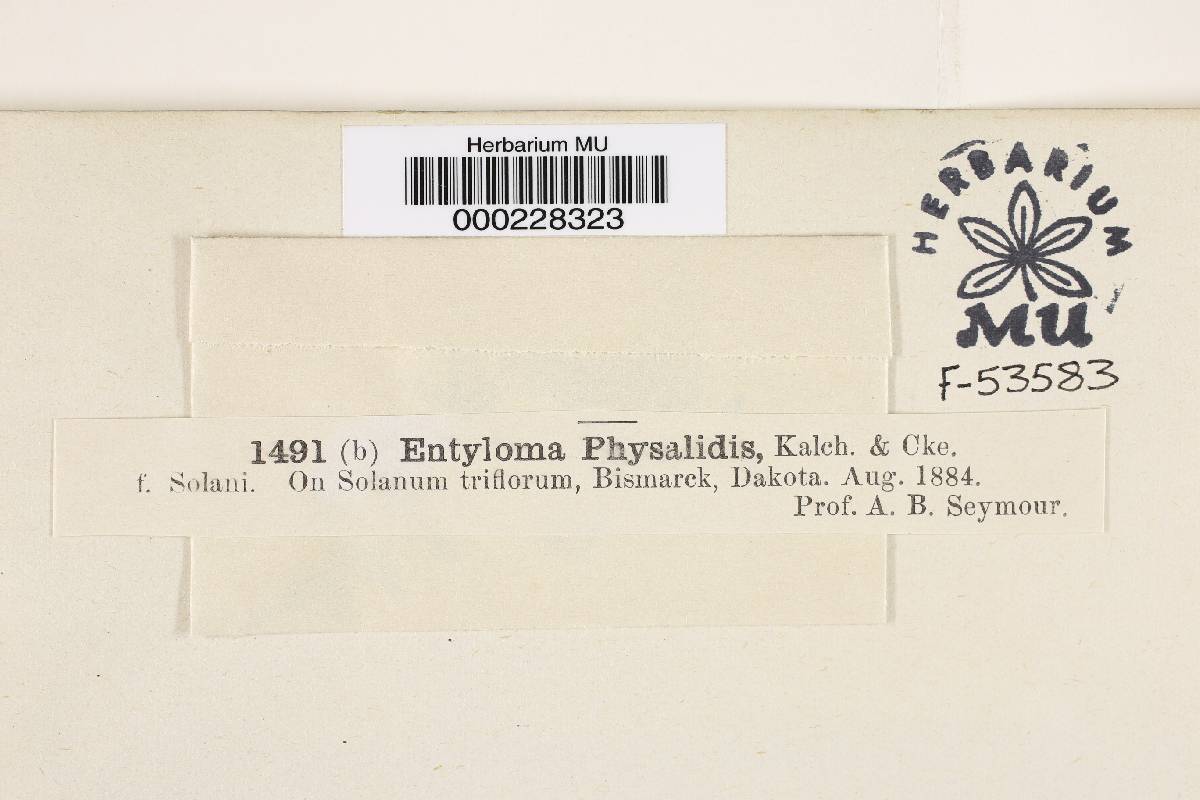 Herbarium MU
000228323
HERBARIUM
MU
F-53583
1491 (b) Entyloma Physalidis, Kalch. & Cke.
f. Solani. On Solanum triflorum, Bismarck, Dakota. Aug. 1884.
Prof. A. B. Seymour.